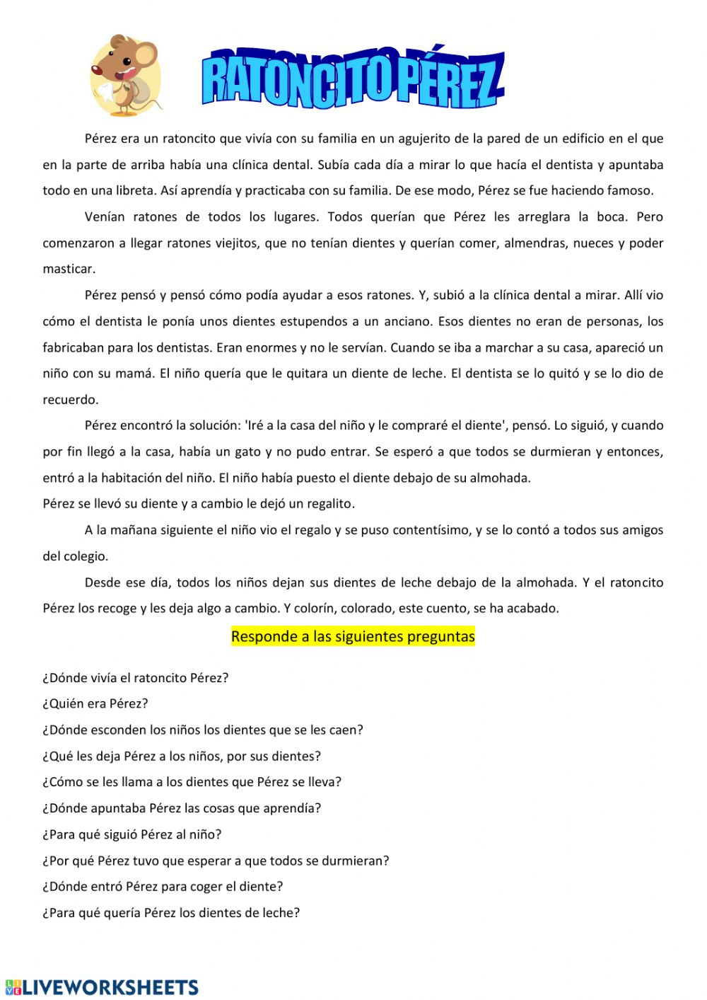 RATONCITO PÉREZ
Pérez era un ratoncito que vivía con su familia en un agujerito de la pared de un edificio en el que
en la parte de arriba había una clínica dental. Subía cada día a mirar lo que hacía el dentista y apuntaba
todo en una libreta. Así aprendía y practicaba con su familia. De ese modo, Pérez se fue haciendo famoso.
Venían ratones de todos los lugares. Todos querían que Pérez les arreglara la boca. Pero
comenzaron a llegar ratones viejitos, que no tenían dientes y querían comer, almendras, nueces y poder
masticar.
Pérez pensó y pensó cómo podía ayudar a esos ratones. Y, subió a la clínica dental a mirar. Allí vio
cómo el dentista le ponía unos dientes estupendos a un anciano. Esos dientes no eran de personas, los
fabricaban para los dentistas. Eran enormes y no le servían. Cuando se iba a marchar a su casa, apareció un
niño con su mamá. El niño quería que le quitara un diente de leche. El dentista se lo quitó y se lo dio de
recuerdo.
Pérez encontró la solución: 'Iré a la casa del niño y le compraré el diente', pensó. Lo siguió, y cuando
por fin llegó a la casa, había un gato y no pudo entrar. Se esperó a que todos se durmieran y entonces,
entró a la habitación del niño. El niño había puesto el diente debajo de su almohada.
Pérez se llevó su diente y a cambio le dejó un regalito.
A la mañana siguiente el niño vio el regalo y se puso contentísimo, y se lo contó a todos sus amigos
del colegio.
Desde ese día, todos los niños dejan sus dientes de leche debajo de la almohada. Y el ratoncito
Pérez los recoge y les deja algo a cambio. Y colorín, colorado, este cuento, se ha acabado.
Responde a las siguientes preguntas
¿Dónde vivía el ratoncito Pérez?
¿Quién era Pérez?
¿Dónde esconden los niños los dientes que se les caen?
¿Qué les deja Pérez a los niños, por sus dientes?
¿Cómo se les llama a los dientes que Pérez se lleva?
¿Dónde apuntaba Pérez las cosas que aprendía?
¿Para qué siguió Pérez al niño?
¿Por qué Pérez tuvo que esperar a que todos se durmieran?
¿Dónde entró Pérez para coger el diente?
¿Para qué quería Pérez los dientes de leche?
LIVE LIVEWORKSHEETS